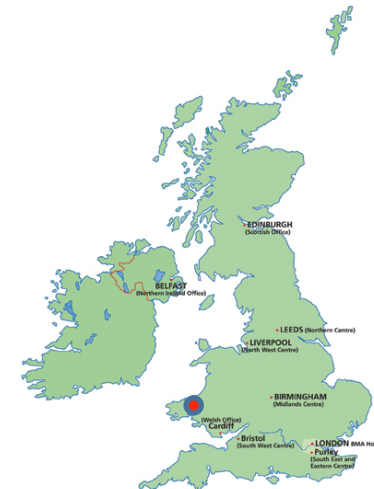 EDINBURGH
(Scottish Office)
BELFAST
(Northern Ireland Office)
LEEDS (Northern Centre)
LIVERPOOL
(North West Centre)
BIRMINGHAM
(Midlands Centre)
(Welsh Office)
Cardiff
Bristol
(South West Centre)
LONDON BMA Ho
Purley
(South East and
Eastern Centre)